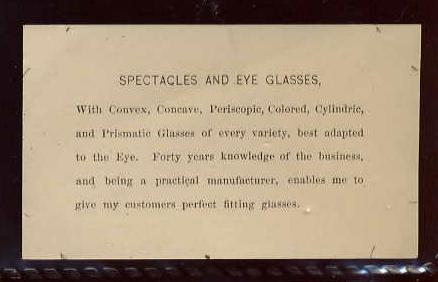 SPECTACLES AND EYE GLASSES,
With Convex, Concave, Periscopic, Colored, Cylindric,
and Prismatic Glasses of every variety, best adapted
to the Eye. Forty years knowledge of the business,
and being a practical manufacturer, enables me to
give my customers perfect fitting glasses.